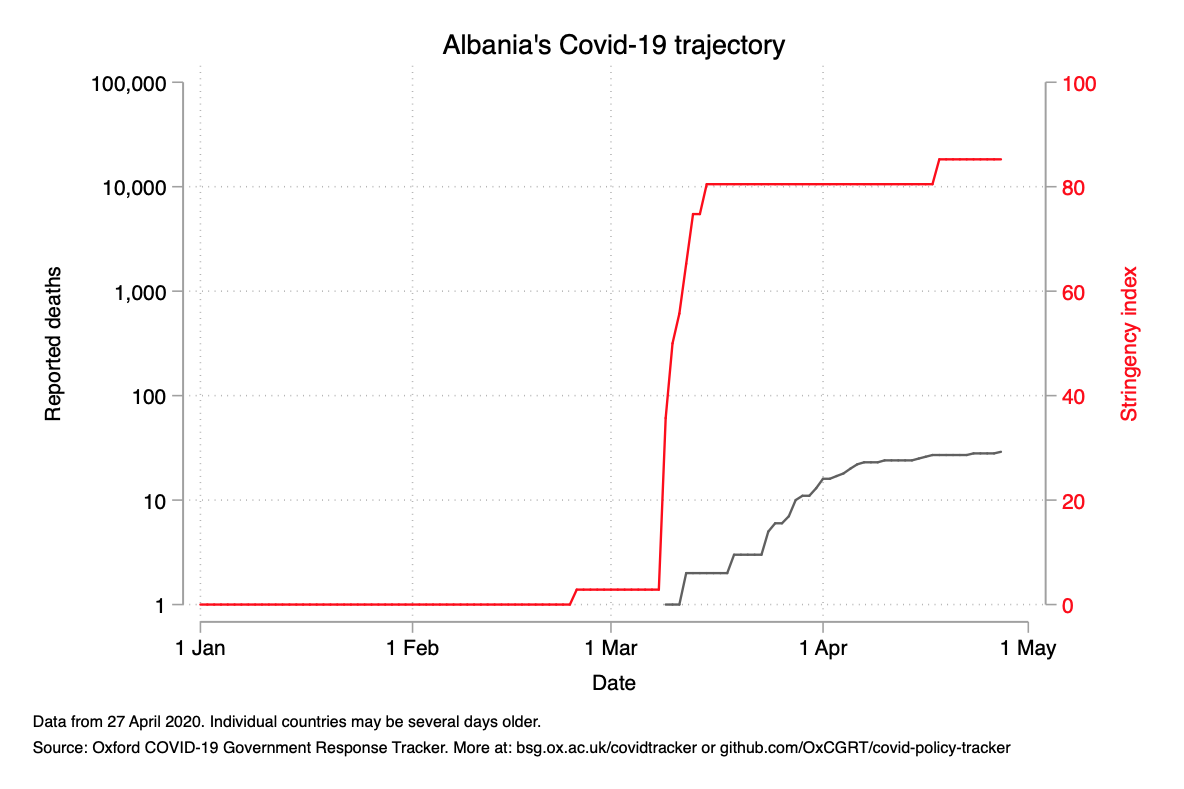 Albania's Covid-19 trajectory
100,000
10,000
1,000
100
10
1
Reported deaths
100
80
60
40
20
0
Stringency index
1 Jan
1 Feb
1 Mar
1 Apr
1 May
Date
Data from 27 April 2020. Individual countries may be several days older.
Source: Oxford COVID-19 Government Response Tracker. More at: bsg.ox.ac.uk/covidtracker or github.com/OxCGRT/covid-policy-tracker